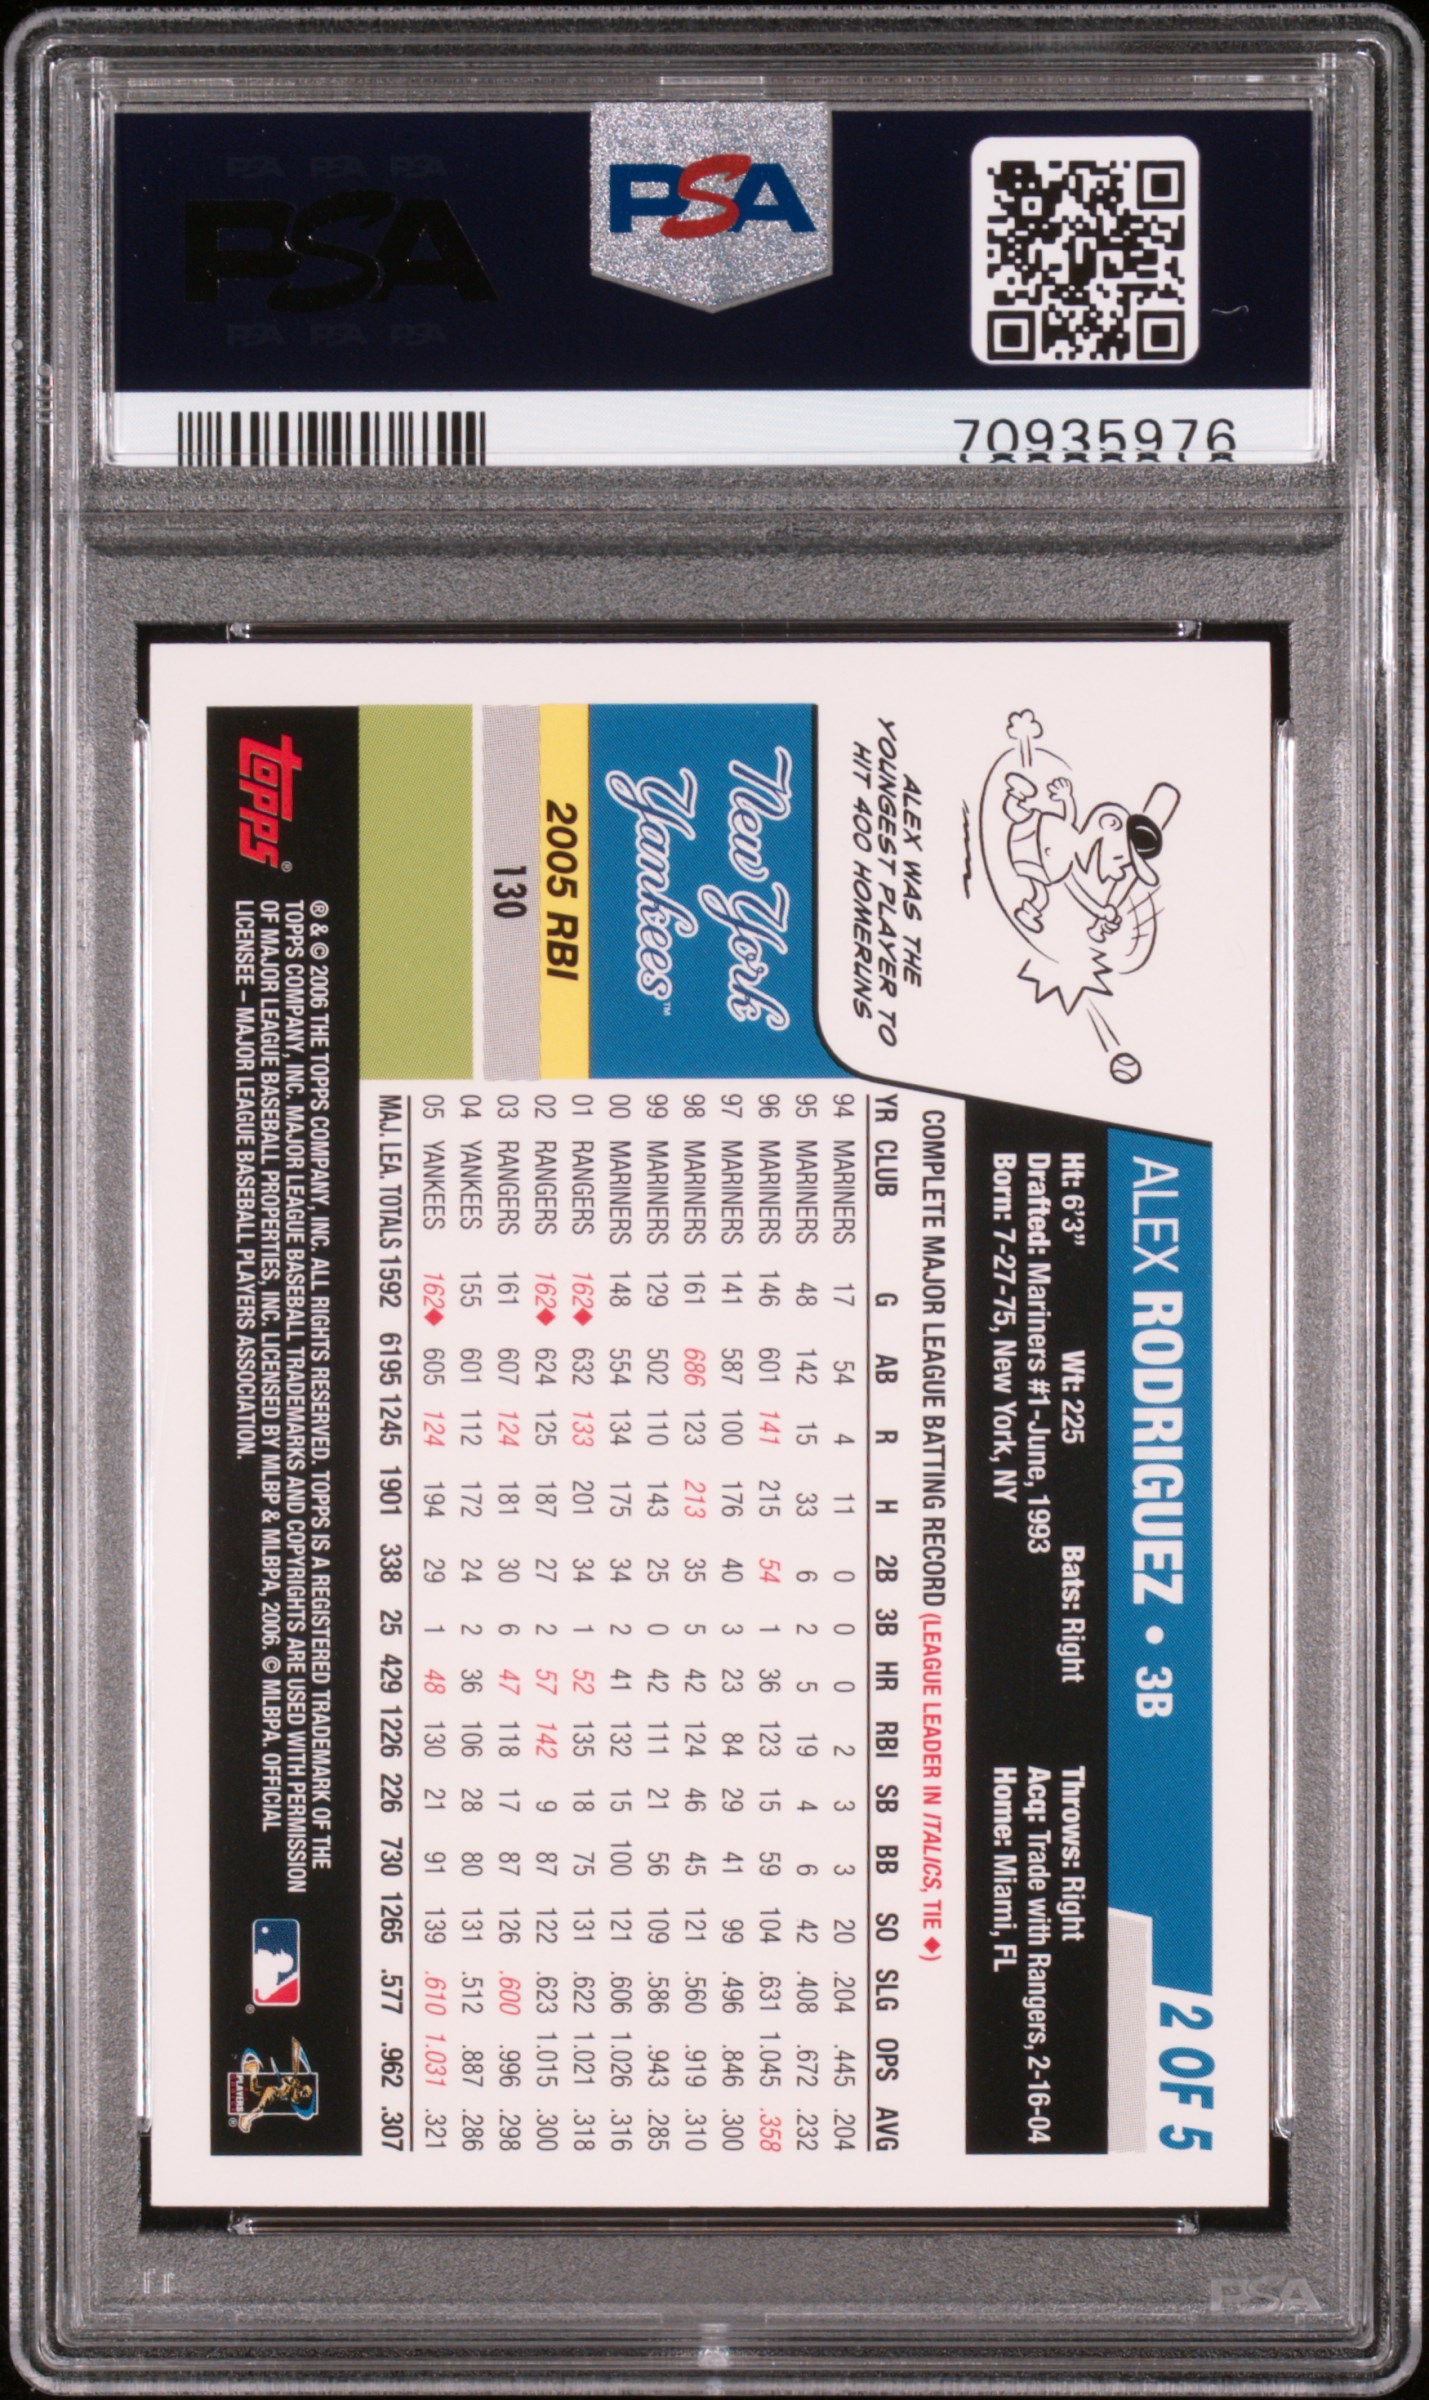 PSA PSA PSA
PSA
PSA PSA PSA
PSA
70935976
2 OF 5
ALEX RODRIGUEZ • 3B
Ht: 6'3" Wt: 225 Bats: Right Throws: Right
Drafted: Mariners #1-June, 1993 Acq: Trade with Rangers, 2-16-04
Born: 7-27-75, New York, NY Home: Miami, FL
ALEX WAS THE
YOUNGEST PLAYER TO
HIT 400 HOMERUNS
New York
Yankees™
2005 RBI
130
COMPLETE MAJOR LEAGUE BATTING RECORD (LEAGUE LEADER IN ITALICS, TIE ♦)
YR CLUB G AB R H 2B 3B HR RBI SB BB SO SLG OPS AVG
94 MARINERS 17 54 4 11 0 0 0 2 3 3 20 .204 .445 .204
95 MARINERS 48 142 15 33 6 2 5 19 4 6 42 .408 .672 .232
96 MARINERS 146 601 141 215 54 1 36 123 15 59 104 .631 1.045 .358
97 MARINERS 141 587 100 176 40 3 23 84 29 41 99 .496 .846 .300
98 MARINERS 161 686 123 213 35 5 42 124 46 45 121 .560 .919 .310
99 MARINERS 129 502 110 143 25 0 42 111 21 56 109 .586 .943 .285
00 MARINERS 148 554 134 175 34 2 41 132 15 100 121 .606 1.026 .316
01 RANGERS 162♦ 632 133 201 34 1 52 135 18 75 131 .622 1.021 .318
02 RANGERS 162♦ 624 125 187 27 2 57 142 9 87 122 .623 1.015 .300
03 RANGERS 161 607 124 181 30 6 47 118 17 87 126 .600 .996 .298
04 YANKEES 155 601 112 172 24 2 36 106 28 80 131 .512 .887 .286
05 YANKEES 162♦ 605 124 194 29 1 48 130 21 91 139 .610 1.031 .321
MAJ. LEA. TOTALS 1592 6195 1245 1901 338 25 429 1226 226 730 1265 .577 .962 .307
topps®
® & © 2006 THE TOPPS COMPANY, INC. ALL RIGHTS RESERVED. TOPPS IS A REGISTERED TRADEMARK OF THE
TOPPS COMPANY, INC. MAJOR LEAGUE BASEBALL TRADEMARKS AND COPYRIGHTS ARE USED WITH PERMISSION
OF MAJOR LEAGUE BASEBALL PROPERTIES, INC. LICENSED BY MLBP & MLBPA, 2006. © MLBPA. OFFICIAL
LICENSEE – MAJOR LEAGUE BASEBALL PLAYERS ASSOCIATION.
PSA